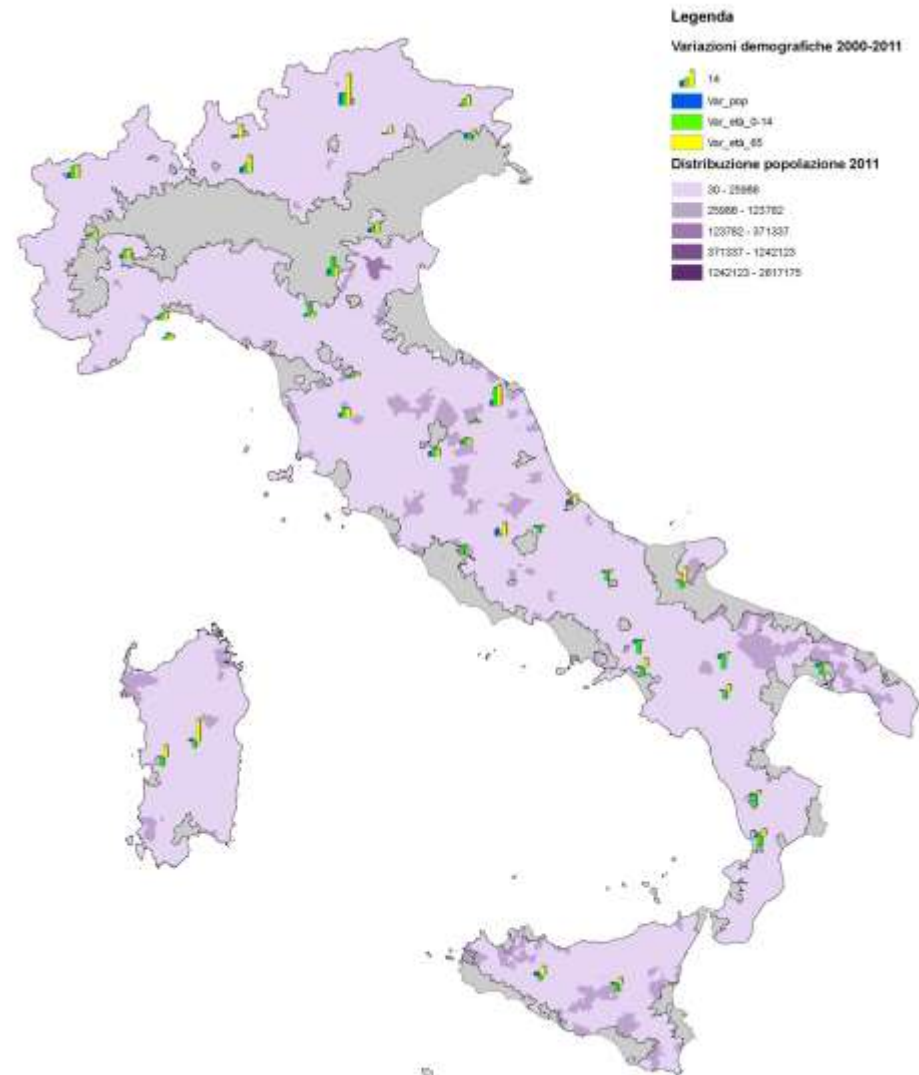 Legenda
Variazioni demografiche 2000-2011
14
Var_pop
Var_età_0-14
Var_età_65
Distribuzione popolazione 2011
30 - 25988
25988 - 123782
123782 - 371337
371337 - 1242123
1242123 - 2617175